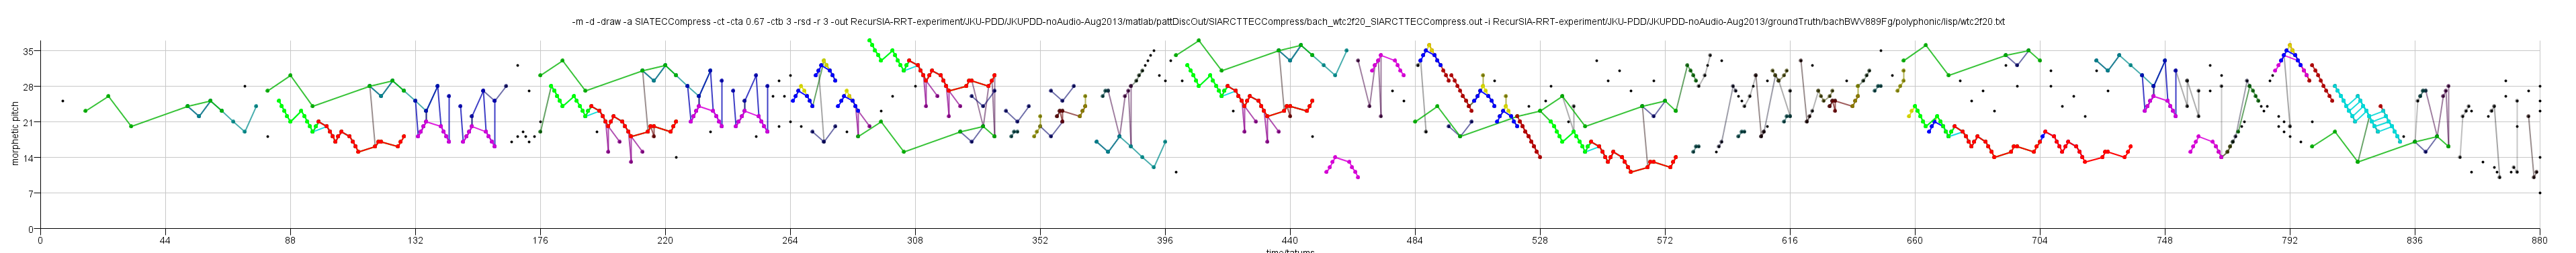 -m -d -draw -a SIATECCompress -ct -cta 0.67 -ctb 3 -rsd -r 3 -out RecurSIA-RRT-experiment/JKU-PDD/JKUPDD-noAudio-Aug2013/matlab/pattDiscOut/SIARCTTECCompress/bach_wtc2f20_SIARCTTECCompress.out -i RecurSIA-RRT-experiment/JKU-PDD/JKUPDD-noAudio-Aug2013/groundTruth/bachBWV889Fg/polyphonic/lisp/wtc2f20.txt
morphetic pitch
35
28
21
14
7
0
0 44 88 132 176 220 264 308 352 396 440 484 528 572 616 660 704 748 792 836 880
time/tatums